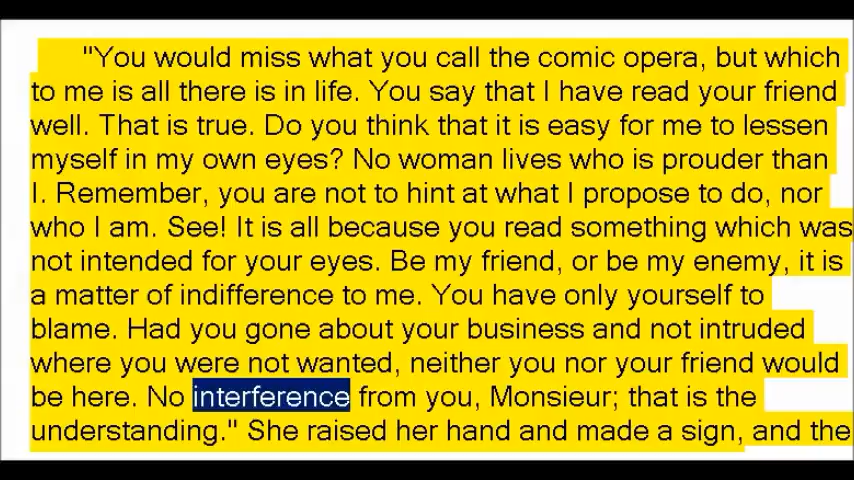 "You would miss what you call the comic opera, but which
to me is all there is in life. You say that I have read your friend
well. That is true. Do you think that it is easy for me to lessen
myself in my own eyes? No woman lives who is prouder than
I. Remember, you are not to hint at what I propose to do, nor
who I am. See! It is all because you read something which was
not intended for your eyes. Be my friend, or be my enemy, it is
a matter of indifference to me. You have only yourself to
blame. Had you gone about your business and not intruded
where you were not wanted, neither you nor your friend would
be here. No interference from you, Monsieur; that is the
understanding." She raised her hand and made a sign, and the